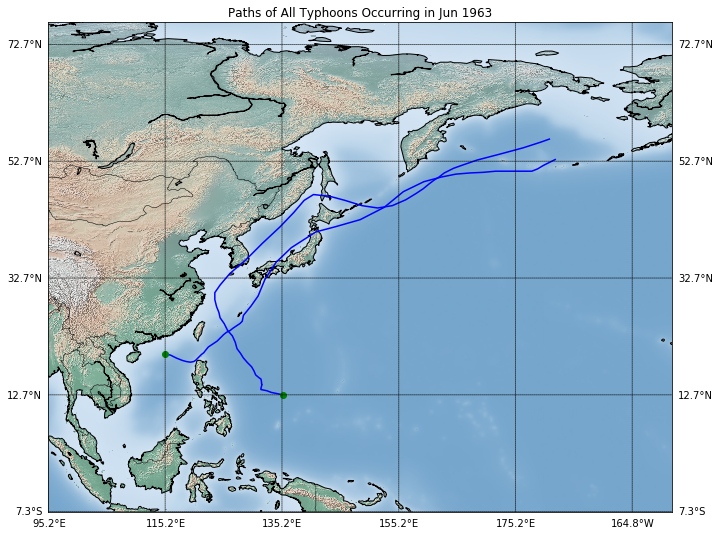 Paths of All Typhoons Occurring in Jun 1963
72.7°N 72.7°N
52.7°N 52.7°N
32.7°N 32.7°N
12.7°N 12.7°N
7.3°S 7.3°S
95.2°E 115.2°E 135.2°E 155.2°E 175.2°E 164.8°W